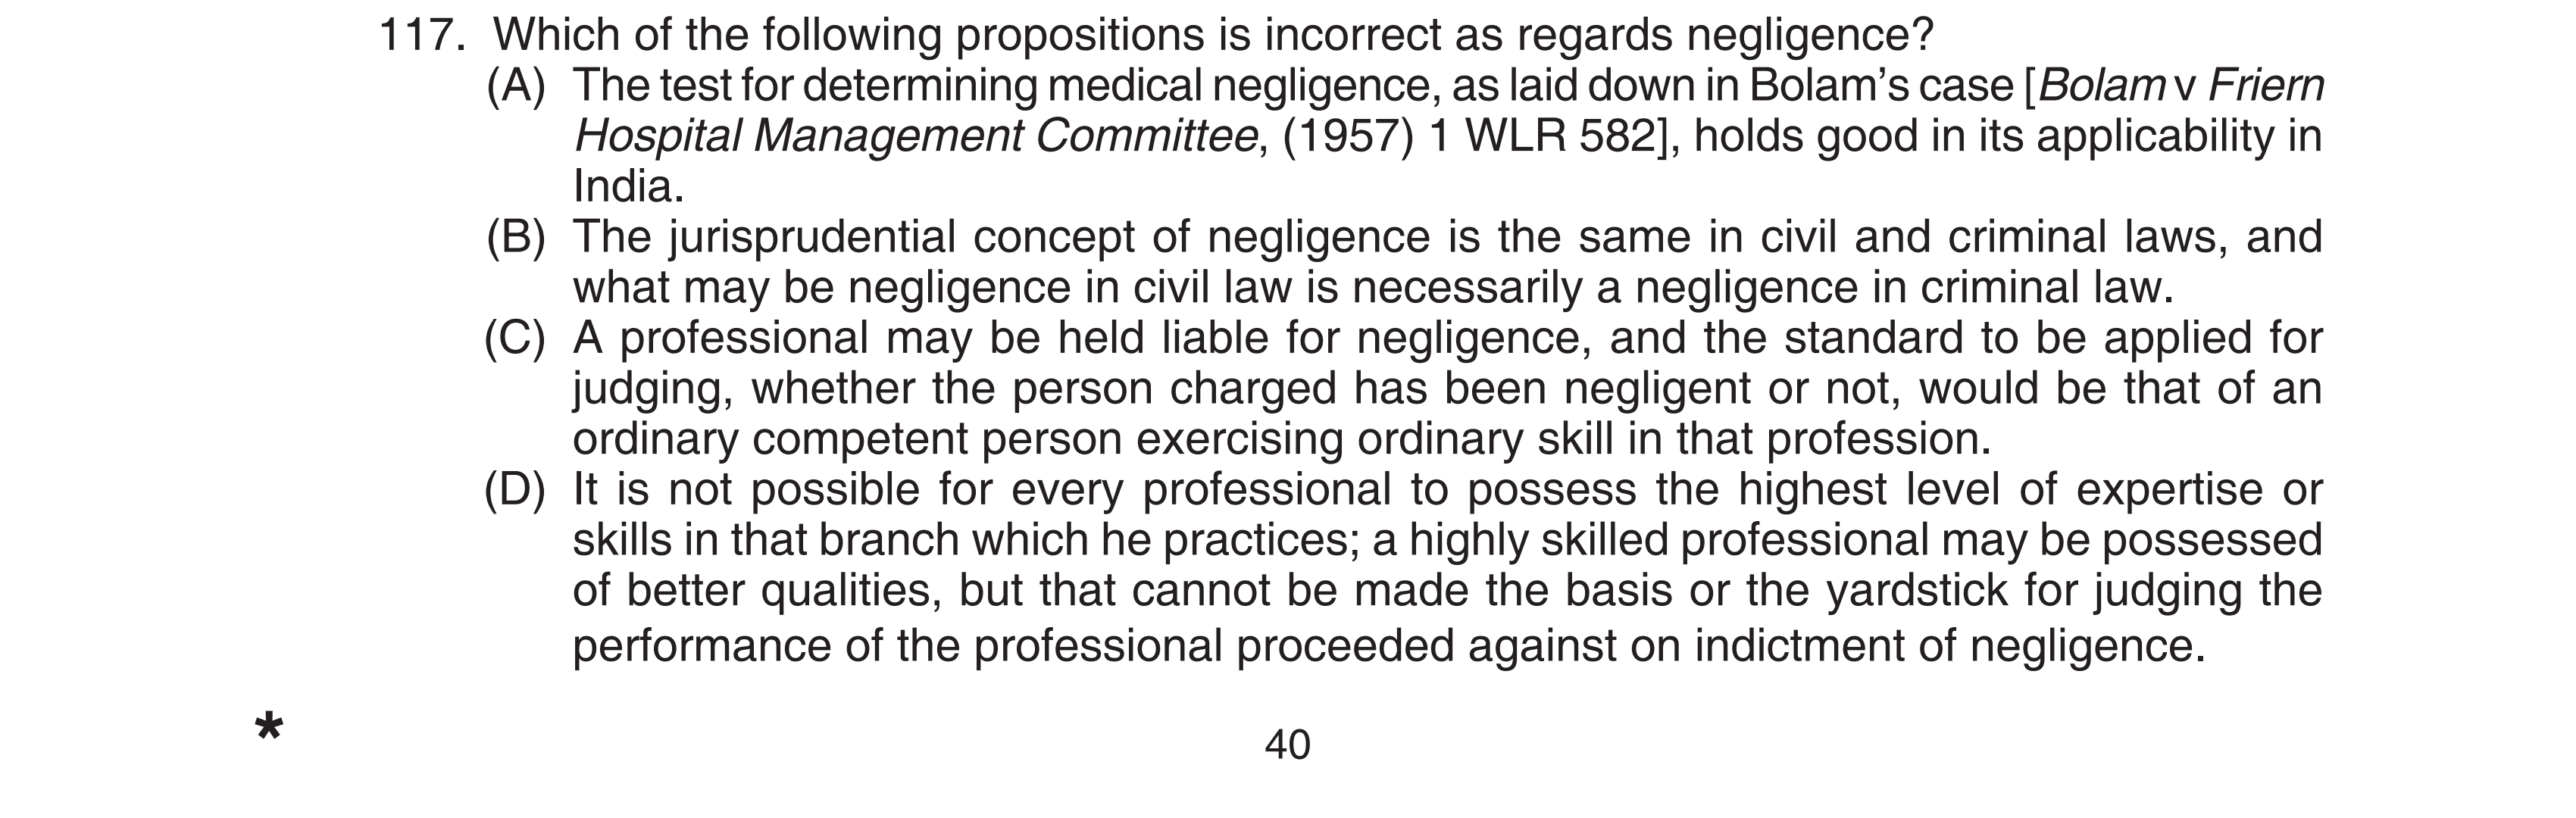 117. Which of the following propositions is incorrect as regards negligence?
(A) The test for determining medical negligence, as laid down in Bolam’s case [Bolam v Friern
Hospital Management Committee, (1957) 1 WLR 582], holds good in its applicability in
India.
(B) The jurisprudential concept of negligence is the same in civil and criminal laws, and
what may be negligence in civil law is necessarily a negligence in criminal law.
(C) A professional may be held liable for negligence, and the standard to be applied for
judging, whether the person charged has been negligent or not, would be that of an
ordinary competent person exercising ordinary skill in that profession.
(D) It is not possible for every professional to possess the highest level of expertise or
skills in that branch which he practices; a highly skilled professional may be possessed
of better qualities, but that cannot be made the basis or the yardstick for judging the
performance of the professional proceeded against on indictment of negligence.
*
40